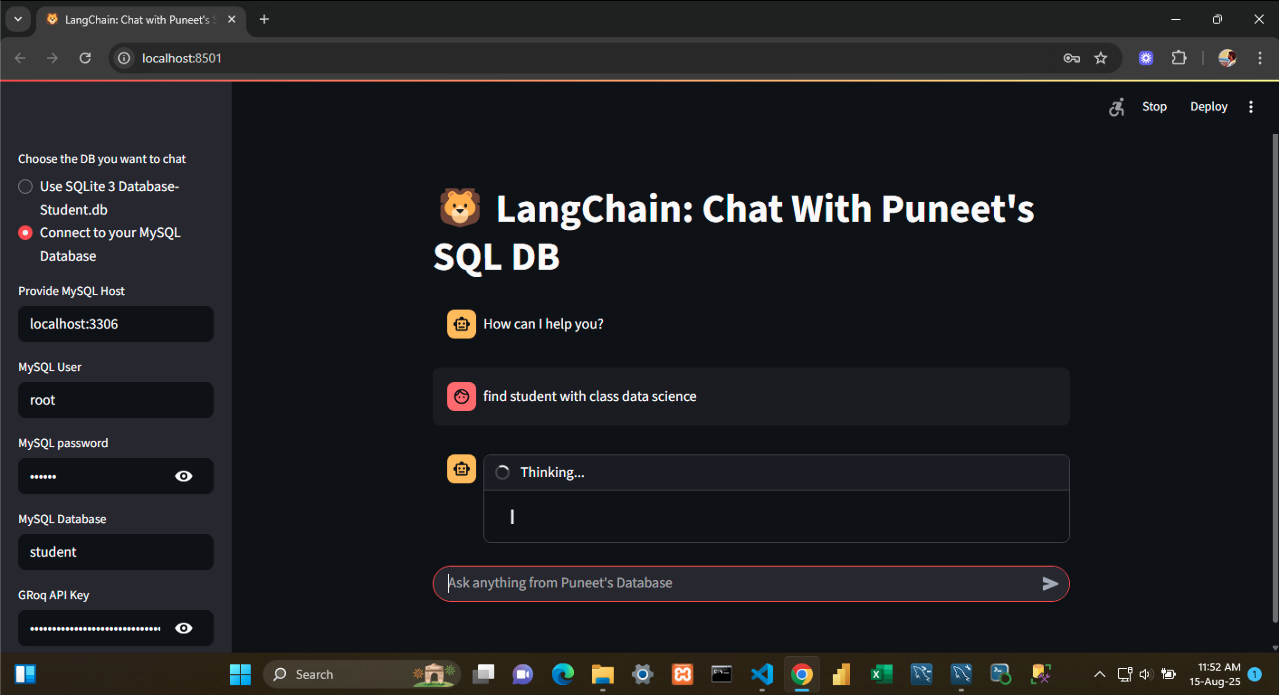 LangChain: Chat with Puneet's S
localhost:8501
Stop
Deploy
Choose the DB you want to chat
Use SQLite 3 Database-
Student.db
Connect to your MySQL
Database
Provide MySQL Host
localhost:3306
MySQL User
root
MySQL password
MySQL Database
student
GRoq API Key
LangChain: Chat With Puneet's
SQL DB
How can I help you?
find student with class data science
Thinking...
Ask anything from Puneet's Database
Search
11:52 AM
15-Aug-25
1